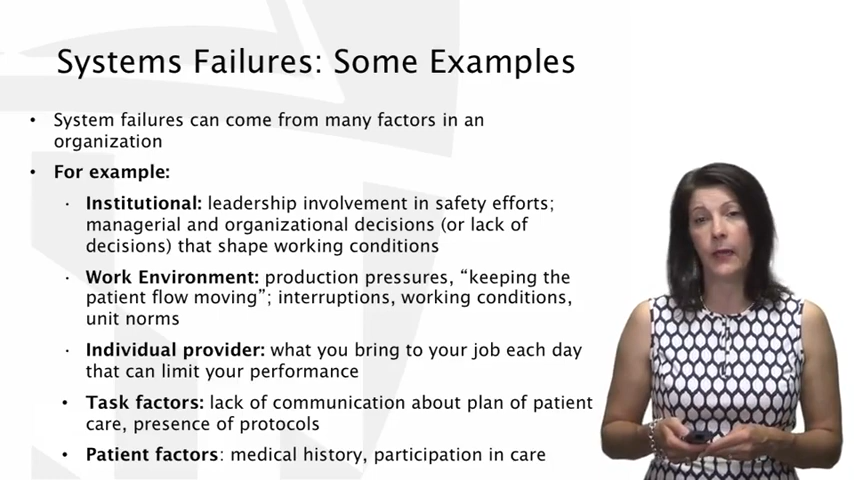 Systems Failures: Some Examples
• System failures can come from many factors in an
organization
• For example:
· Institutional: leadership involvement in safety efforts;
managerial and organizational decisions (or lack of
decisions) that shape working conditions
· Work Environment: production pressures, “keeping the
patient flow moving”; interruptions, working conditions,
unit norms
· Individual provider: what you bring to your job each day
that can limit your performance
• Task factors: lack of communication about plan of patient
care, presence of protocols
• Patient factors: medical history, participation in care